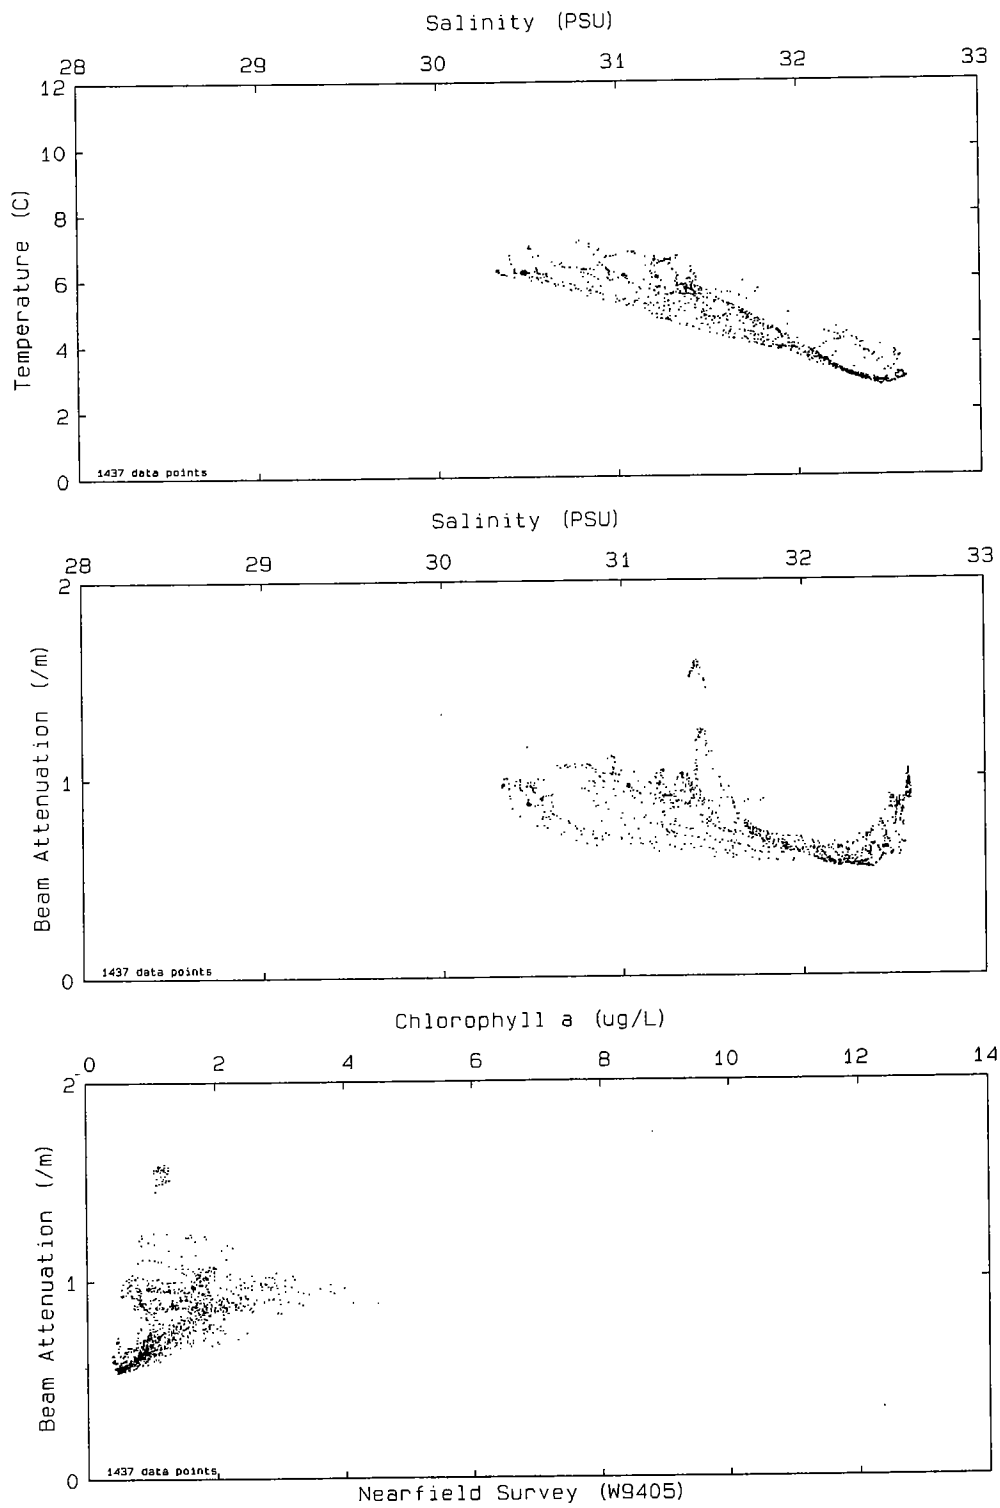 Salinity (PSU)
28 29 30 31 32 33
12
10
8
6
4
2
0
Temperature (C)
1437 data points
Salinity (PSU)
28 29 30 31 32 33
2
1
0
Beam Attenuation (/m)
1437 data points
Chlorophyll a (ug/L)
0 2 4 6 8 10 12 14
2
1
0
Beam Attenuation (/m)
1437 data points
Nearfield Survey (W9405)